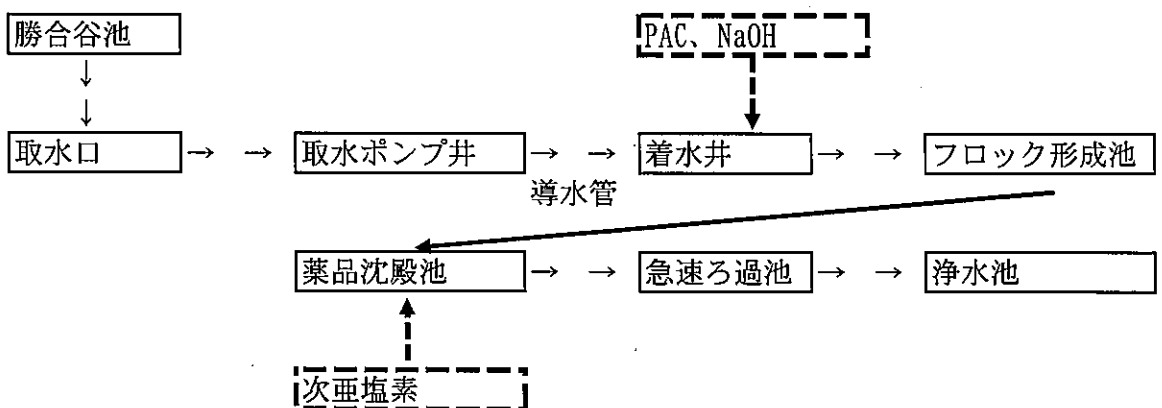 勝合谷池
PAC、NaOH
↓
↓
取水口 → → 取水ポンプ井 → → 着水井 → → フロック形成池
導水管
薬品沈殿池 → → 急速ろ過池 → → 浄水池
次亜塩素